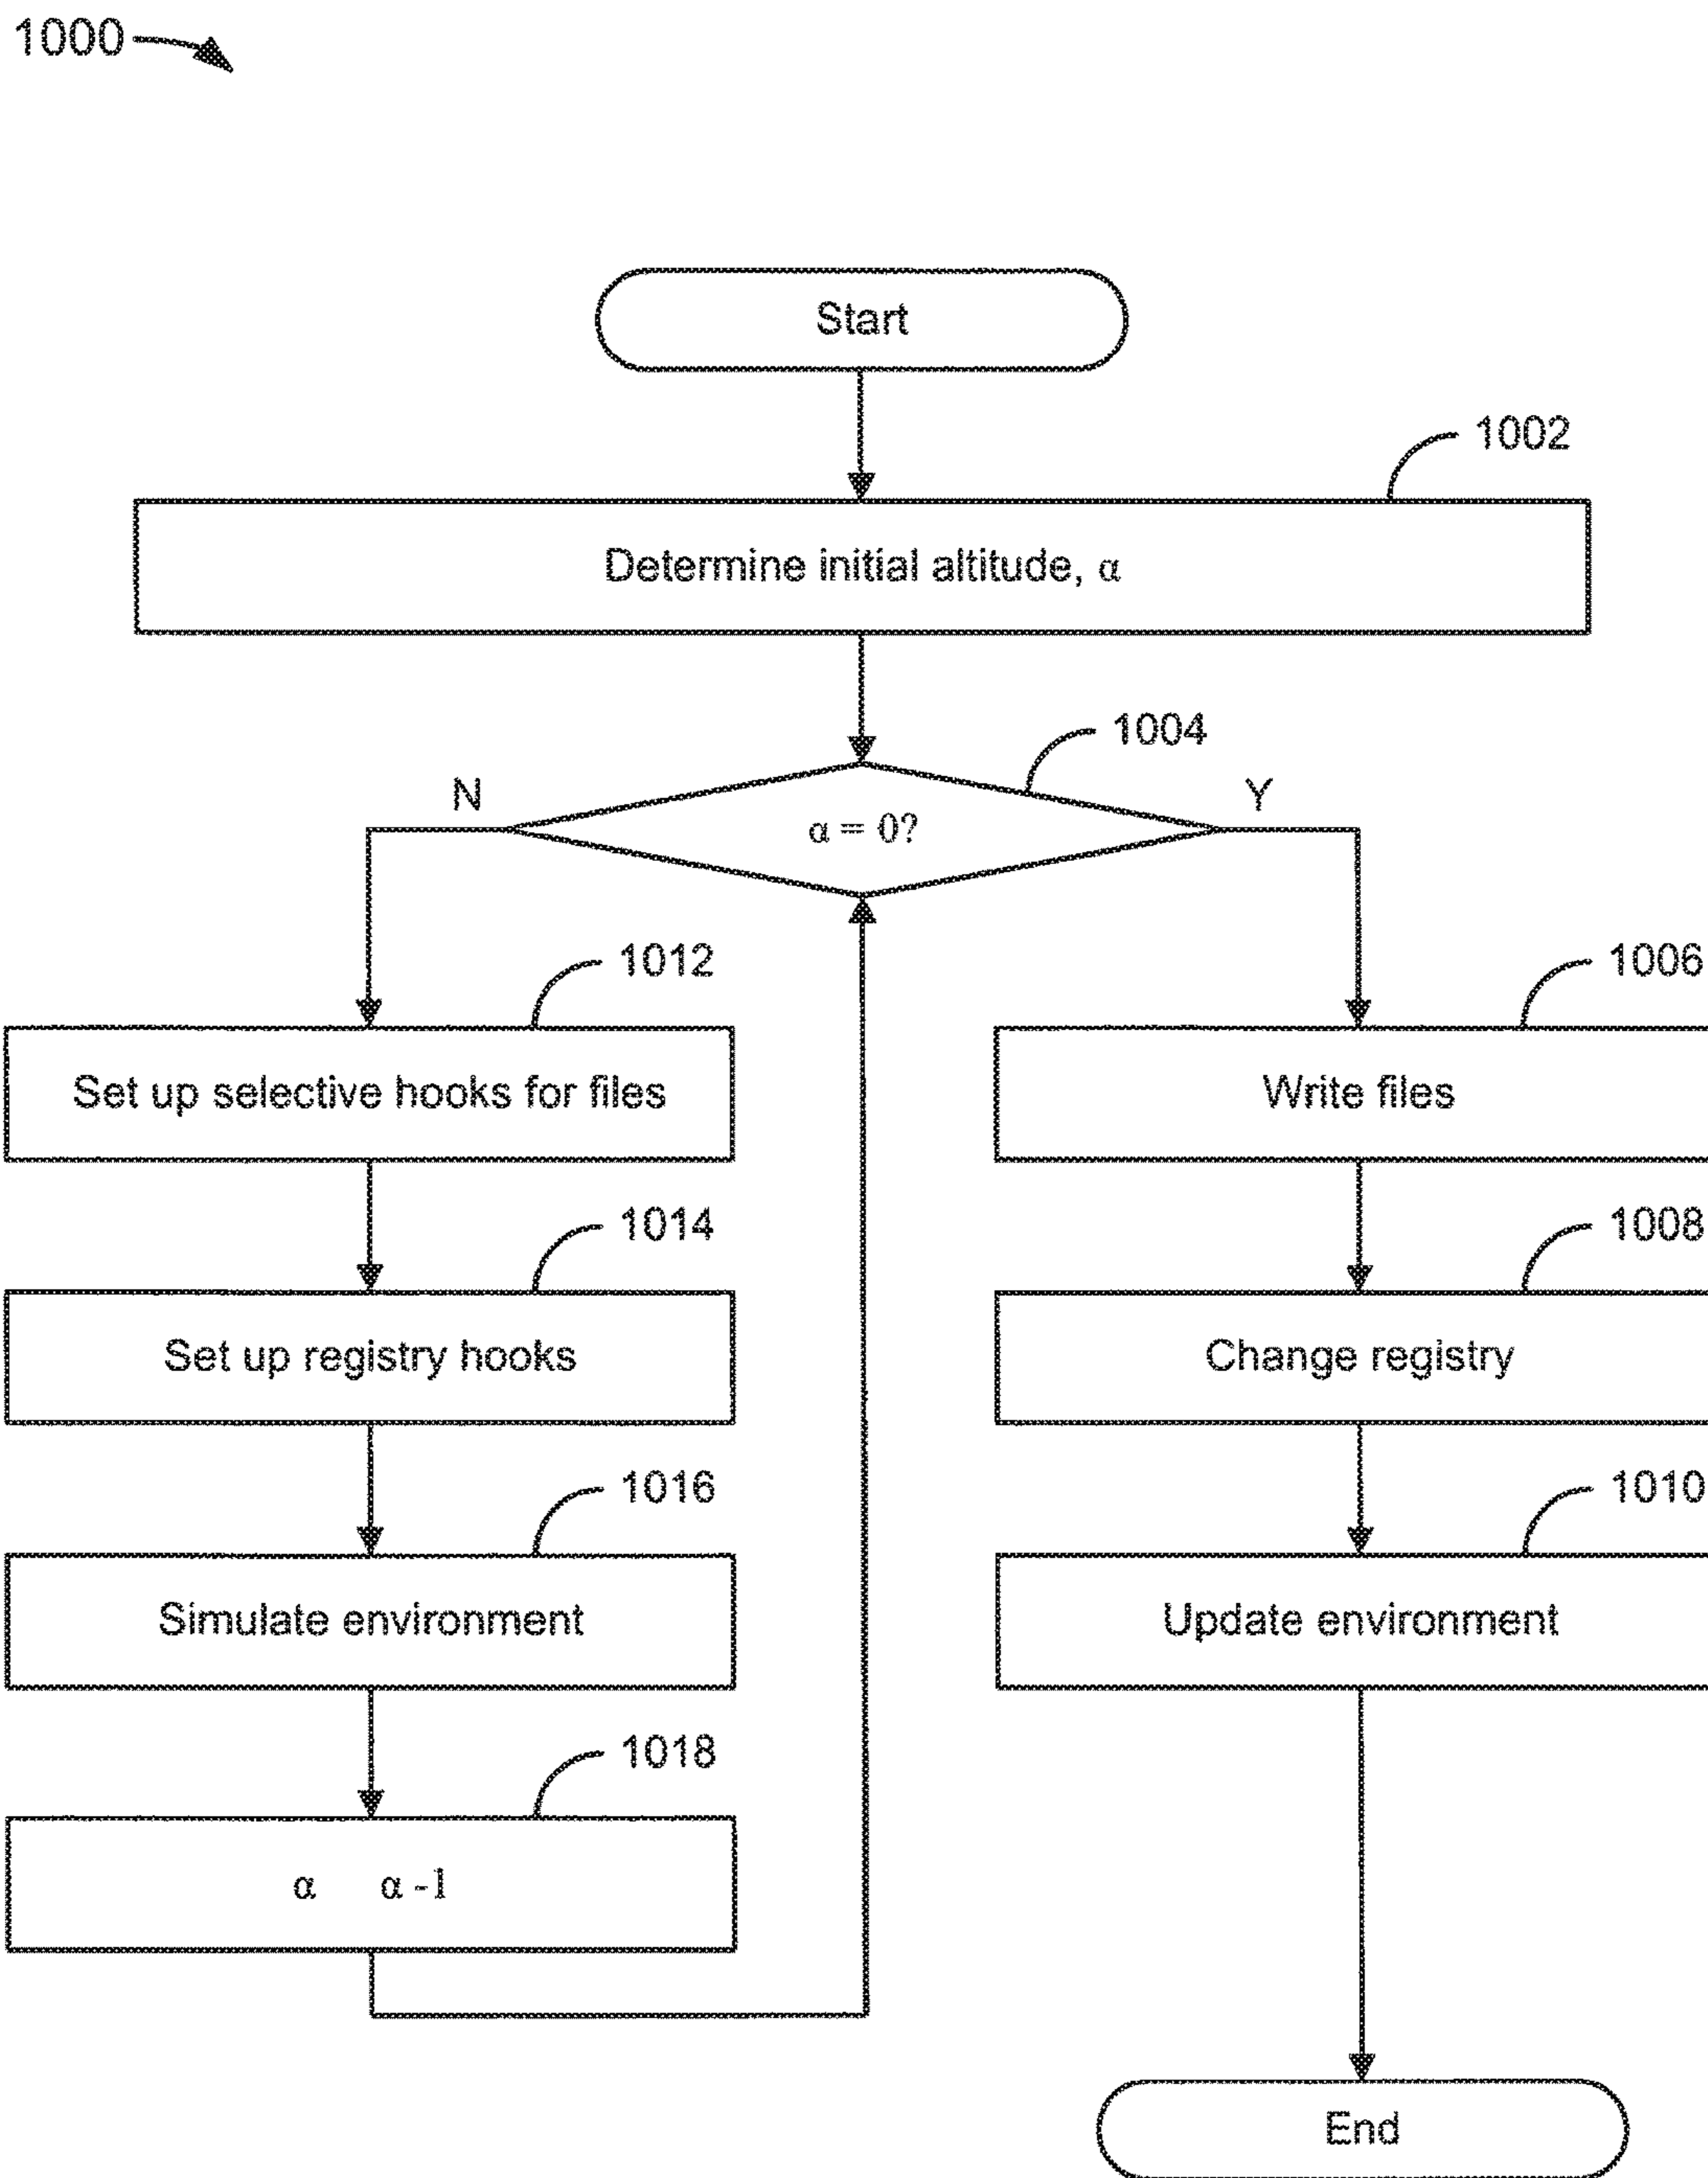 1000
Start
1002
Determine initial altitude, α
1004
N
Y
α = 0?
1012
1006
Set up selective hooks for files
Write files
1014
1008
Set up registry hooks
Change registry
1016
1010
Simulate environment
Update environment
1018
α α -1
End